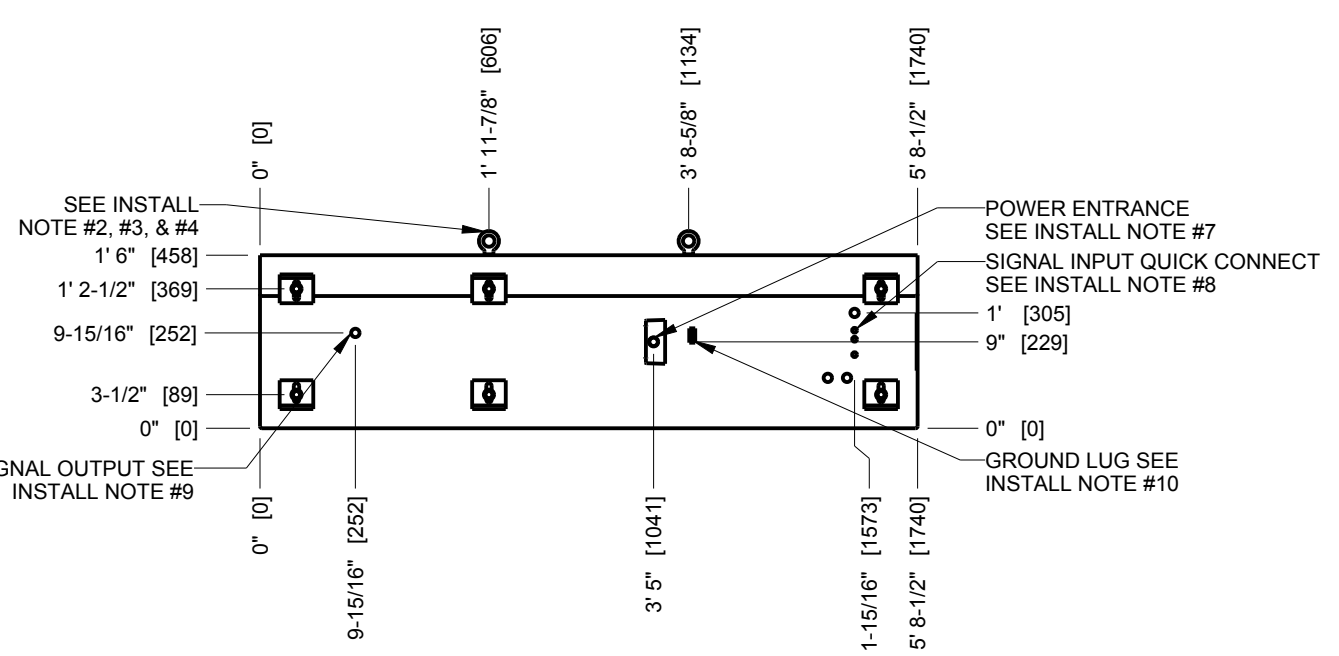 0" [0]
1' 11-7/8" [606]
3' 8-5/8" [1134]
5' 8-1/2" [1740]
SEE INSTALL
NOTE #2, #3, & #4
1' 6" [458]
1' 2-1/2" [369]
9-15/16" [252]
3-1/2" [89]
0" [0]
GNAL OUTPUT SEE
INSTALL NOTE #9
POWER ENTRANCE
SEE INSTALL NOTE #7
SIGNAL INPUT QUICK CONNECT
SEE INSTALL NOTE #8
1' [305]
9" [229]
0" [0]
GROUND LUG SEE
INSTALL NOTE #10
0" [0]
9-15/16" [252]
3' 5" [1041]
1-15/16" [1573]
5' 8-1/2" [1740]